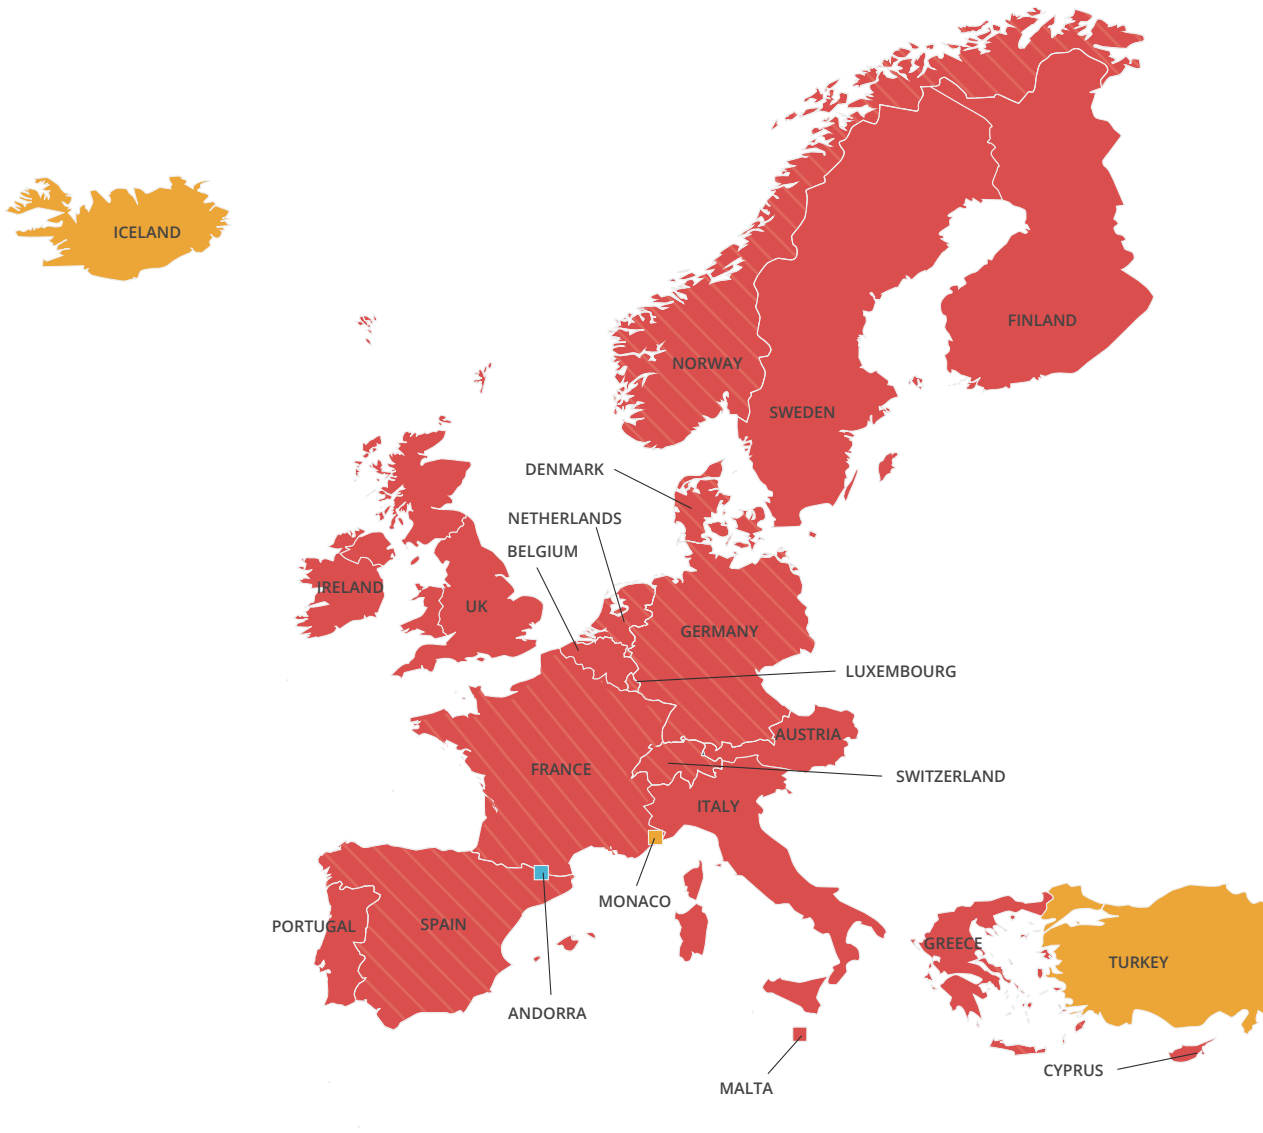 ICELAND
FINLAND
NORWAY
SWEDEN
DENMARK
NETHERLANDS
BELGIUM
IRELAND
UK
GERMANY
LUXEMBOURG
AUSTRIA
FRANCE
SWITZERLAND
ITALY
MONACO
PORTUGAL
SPAIN
GREECE
TURKEY
ANDORRA
CYPRUS
MALTA